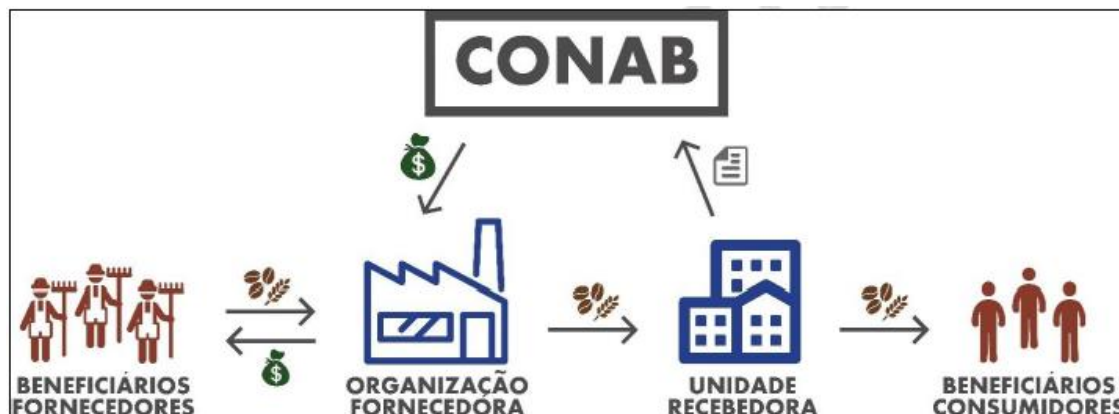 CONAB
$
$
BENEFICIÁRIOS
FORNECEDORES
ORGANIZAÇÃO
FORNECEDORA
UNIDADE
RECEBEDORA
BENEFICIÁRIOS
CONSUMIDORES